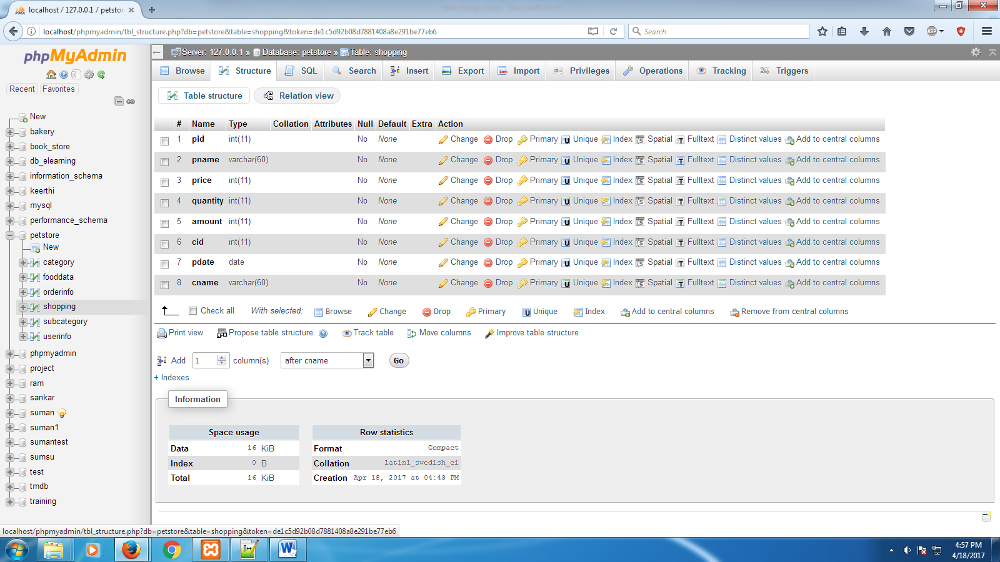 localhost / 127.0.0.1 / petstor
localhost/phpmyadmin/tbl_structure.php?db=petstore&table=shopping&token=de1c5d92b08d7881408a8e291be77eb6
Search
ABP
phpMyAdmin
Recent Favorites
New
bakery
book_store
db_elearning
information_schema
keerthi
mysql
performance_schema
petstore
New
category
fooddata
orderinfo
shopping
subcategory
userinfo
phpmyadmin
project
ram
sankar
suman
suman1
sumantest
sumsu
test
tmdb
training
Server: 127.0.0.1 » Database: petstore » Table: shopping
Browse Structure SQL Search Insert Export Import Privileges Operations Tracking Triggers
Table structure Relation view
# Name Type Collation Attributes Null Default Extra Action
1 pid int(11) No None Change Drop Primary Unique Index Spatial Fulltext Distinct values Add to central columns
2 pname varchar(60) No None Change Drop Primary Unique Index Spatial Fulltext Distinct values Add to central columns
3 price int(11) No None Change Drop Primary Unique Index Spatial Fulltext Distinct values Add to central columns
4 quantity int(11) No None Change Drop Primary Unique Index Spatial Fulltext Distinct values Add to central columns
5 amount int(11) No None Change Drop Primary Unique Index Spatial Fulltext Distinct values Add to central columns
6 cid int(11) No None Change Drop Primary Unique Index Spatial Fulltext Distinct values Add to central columns
7 pdate date No None Change Drop Primary Unique Index Spatial Fulltext Distinct values Add to central columns
8 cname varchar(60) No None Change Drop Primary Unique Index Spatial Fulltext Distinct values Add to central columns
Check all With selected: Browse Change Drop Primary Unique Index Add to central columns Remove from central columns
Print view Propose table structure Track table Move columns Improve table structure
Add 1 column(s) after cname Go
+ Indexes
Information
Space usage
Data 16 KiB
Index 0 B
Total 16 KiB
Row statistics
Format Compact
Collation latin1_swedish_ci
Creation Apr 18, 2017 at 04:43 PM
localhost/phpmyadmin/tbl_structure.php?db=petstore&table=shopping&token=de1c5d92b08d7881408a8e291be77eb6
4:57 PM
4/18/2017